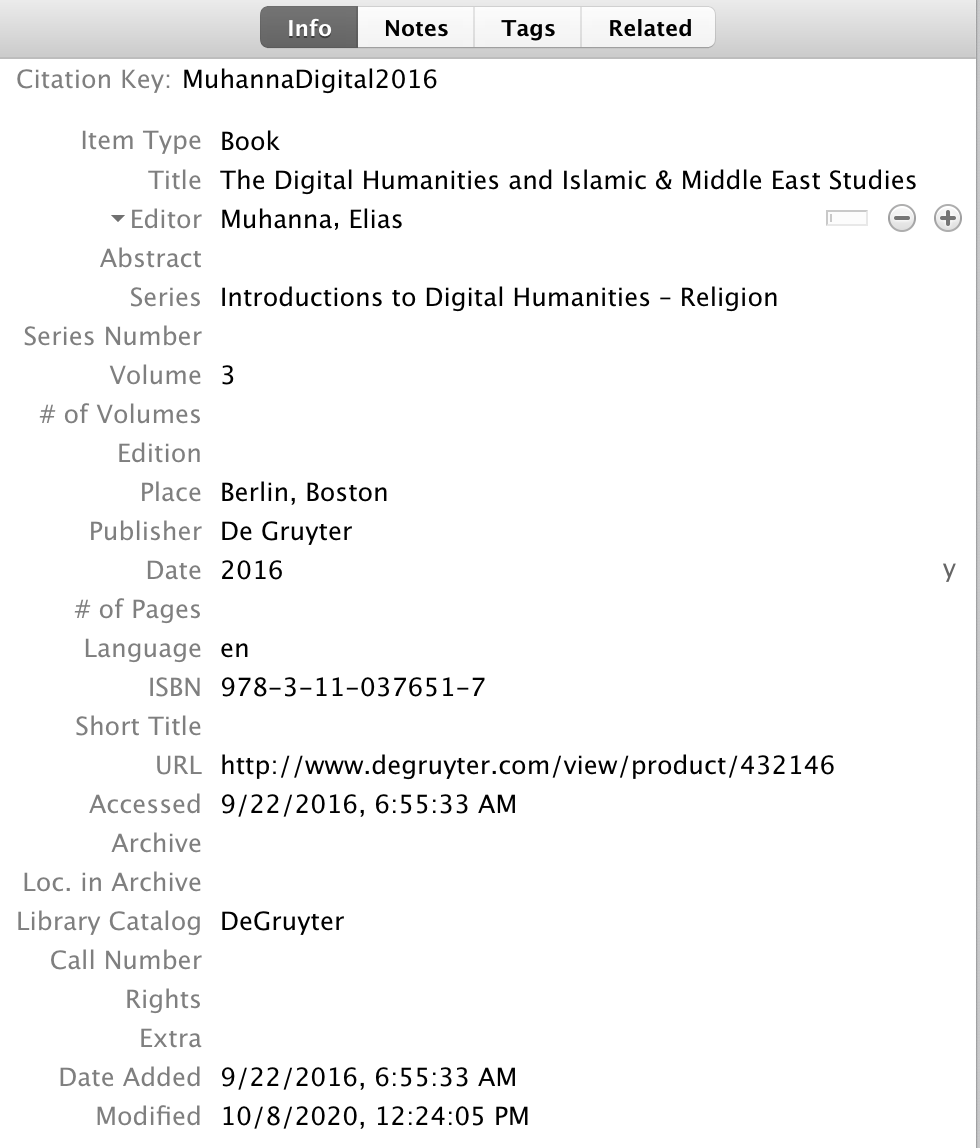 Info Notes Tags Related
Citation Key: MuhannaDigital2016
Item Type Book
Title The Digital Humanities and Islamic & Middle East Studies
Editor Muhanna, Elias
Abstract
Series Introductions to Digital Humanities – Religion
Series Number
Volume 3
# of Volumes
Edition
Place Berlin, Boston
Publisher De Gruyter
Date 2016 y
# of Pages
Language en
ISBN 978-3-11-037651-7
Short Title
URL http://www.degruyter.com/view/product/432146
Accessed 9/22/2016, 6:55:33 AM
Archive
Loc. in Archive
Library Catalog DeGruyter
Call Number
Rights
Extra
Date Added 9/22/2016, 6:55:33 AM
Modified 10/8/2020, 12:24:05 PM